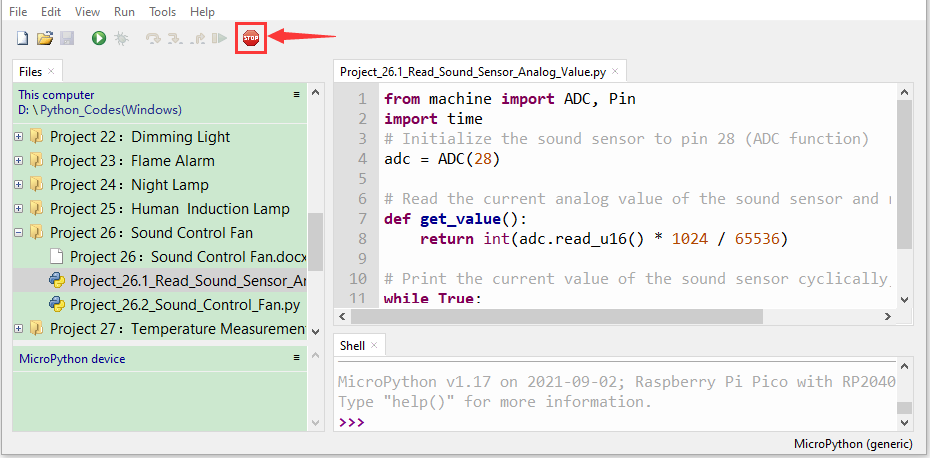 File Edit View Run Tools Help
STOP
Files ×
This computer
D: \Python_Codes(Windows)
Project 22：Dimming Light
Project 23：Flame Alarm
Project 24：Night Lamp
Project 25：Human Induction Lamp
Project 26：Sound Control Fan
Project 26：Sound Control Fan.docx
Project_26.1_Read_Sound_Sensor_Ar
Project_26.2_Sound_Control_Fan.py
Project 27：Temperature Measuremen
MicroPython device
Project_26.1_Read_Sound_Sensor_Analog_Value.py ×
1 from machine import ADC, Pin
2 import time
3 # Initialize the sound sensor to pin 28 (ADC function)
4 adc = ADC(28)
5
6 # Read the current analog value of the sound sensor and
7 def get_value():
8     return int(adc.read_u16() * 1024 / 65536)
9
10 # Print the current value of the sound sensor cyclically,
11 while True:
Shell ×
MicroPython v1.17 on 2021-09-02; Raspberry Pi Pico with RP2040
Type "help()" for more information.
>>>
MicroPython (generic)